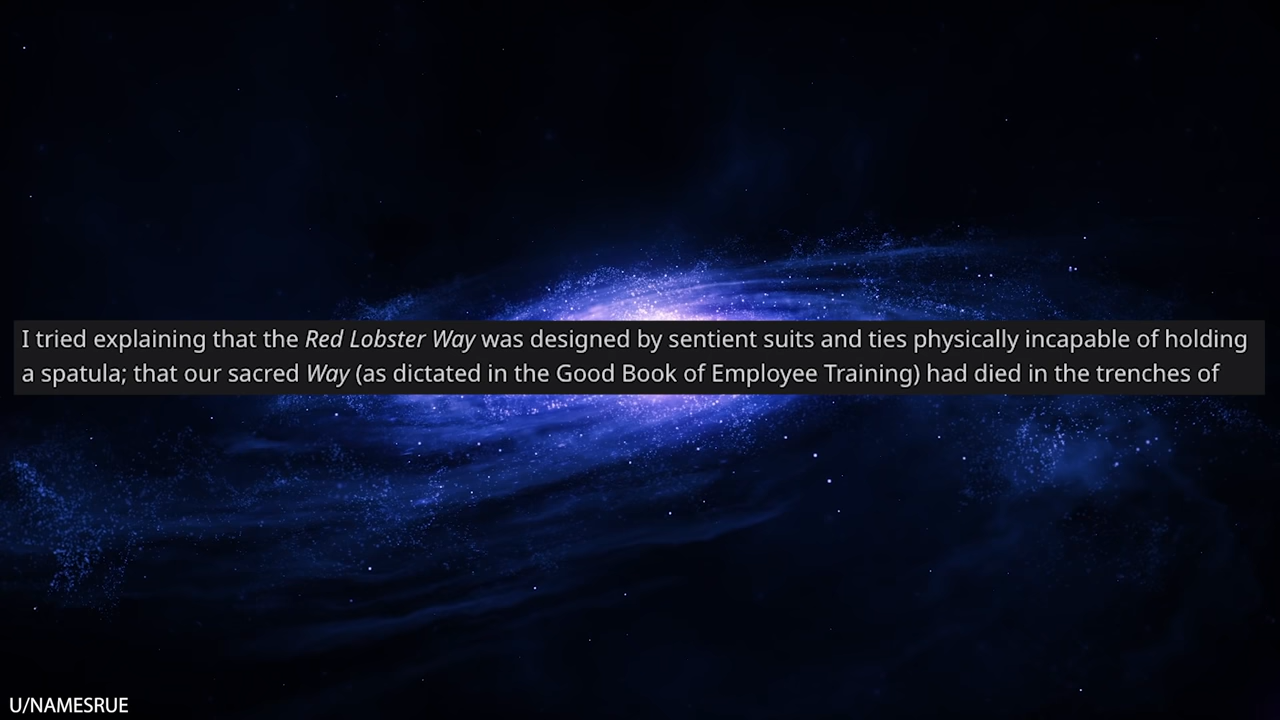 I tried explaining that the Red Lobster Way was designed by sentient suits and ties physically incapable of holding
a spatula; that our sacred Way (as dictated in the Good Book of Employee Training) had died in the trenches of
U/NAMESRUE